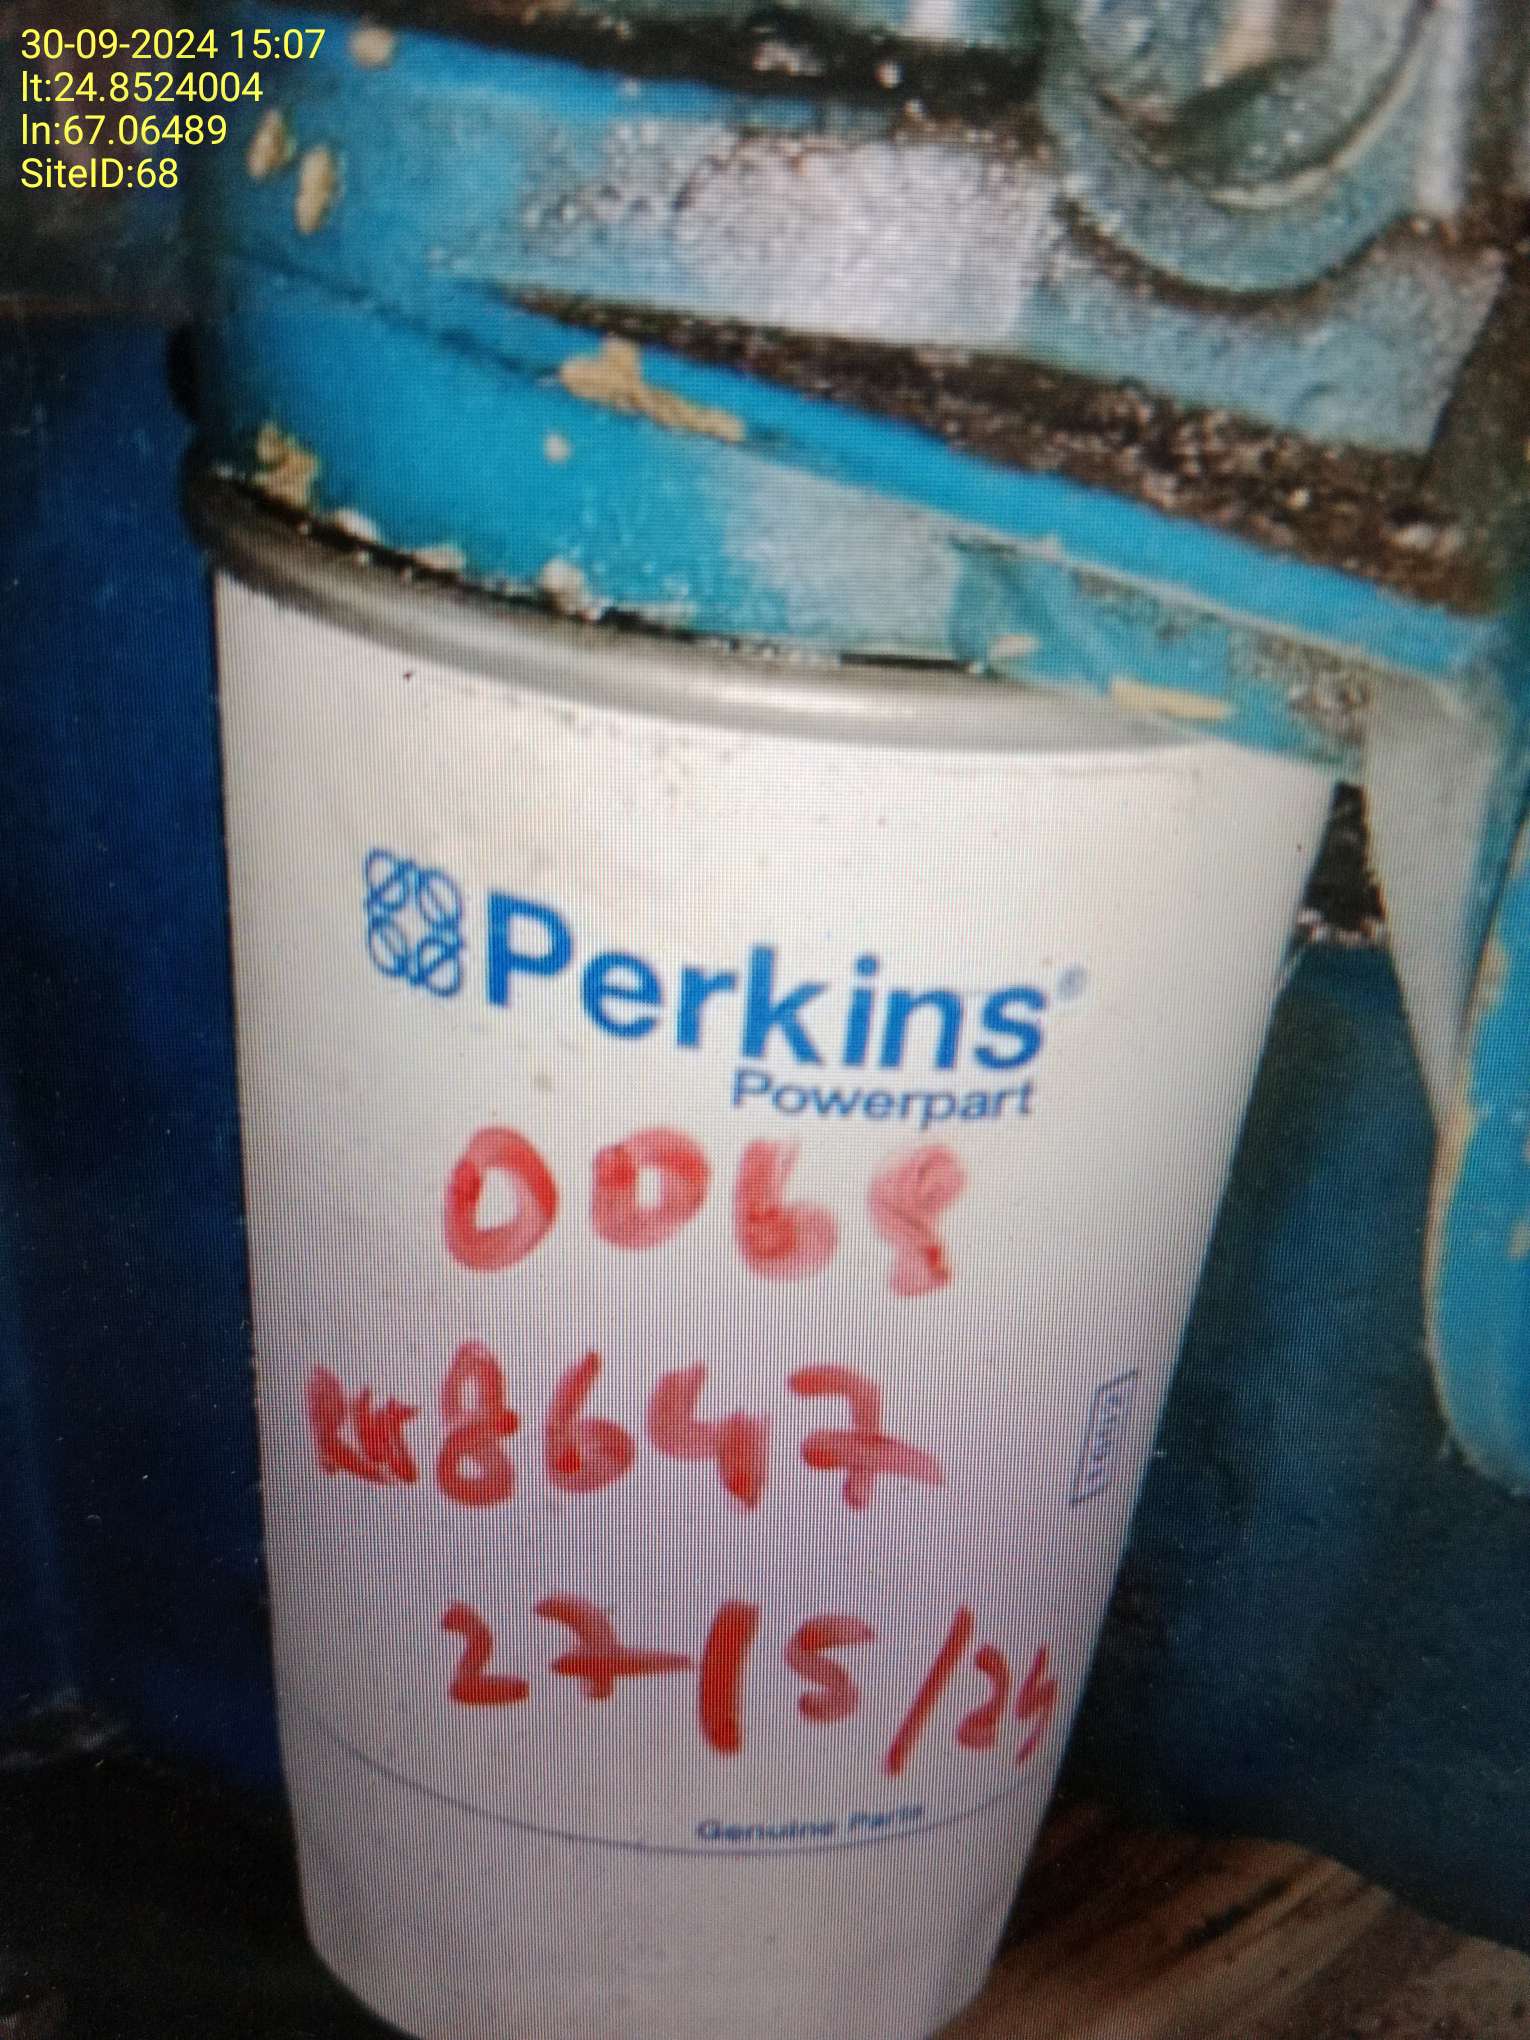 30-09-2024 15:07
lt:24.8524004
ln:67.06489
SiteID:68
Perkins®
Powerpart
0068
8647
27/5/24
Genuine Parts